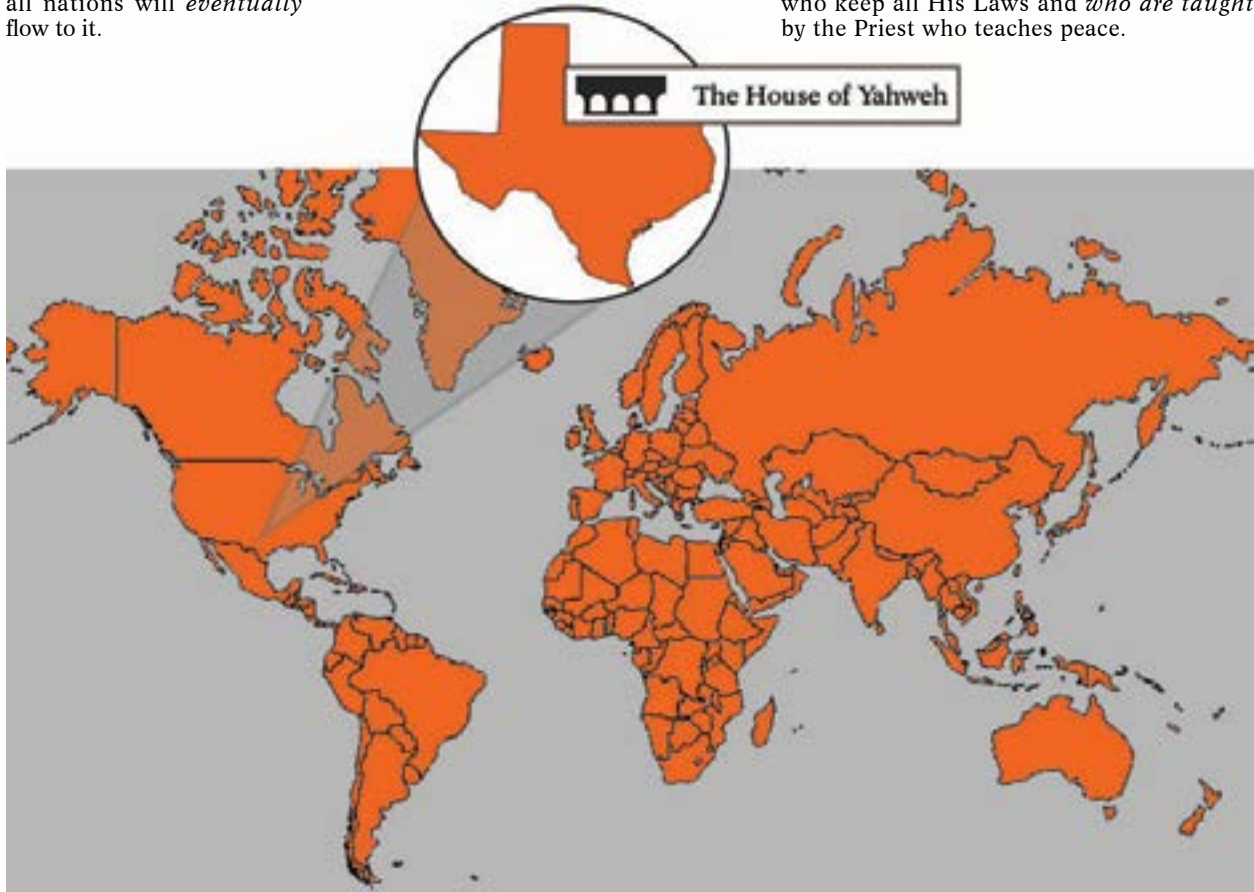 all nations will eventually
flow to it.
who keep all His Laws and who are taught
by the Priest who teaches peace.
The House of Yahweh